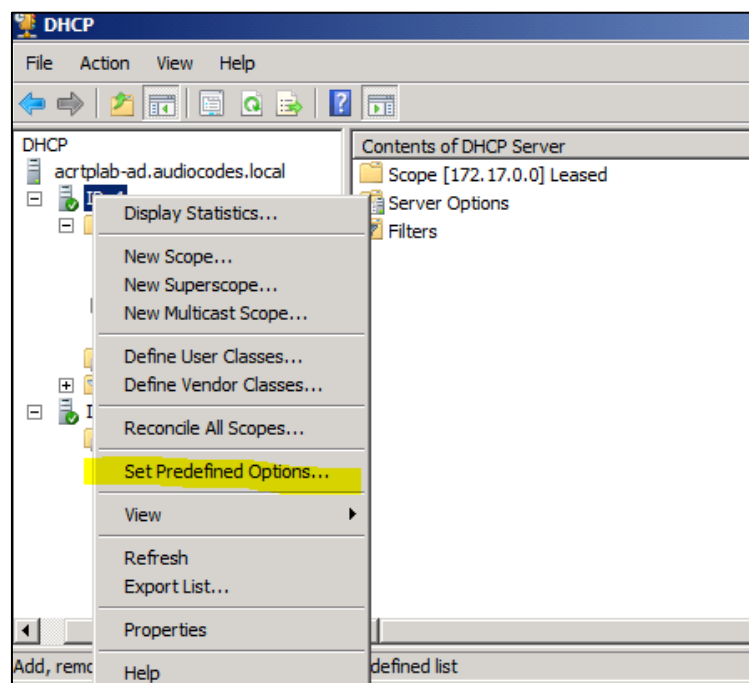 DHCP
File Action View Help
DHCP
acrtplab-ad.audiocodes.local
Contents of DHCP Server
Scope [172.17.0.0] Leased
Server Options
Filters
Display Statistics...
New Scope...
New Superscope...
New Multicast Scope...
Define User Classes...
Define Vendor Classes...
Reconcile All Scopes...
Set Predefined Options...
View
Refresh
Export List...
Properties
Help
Add, defined list